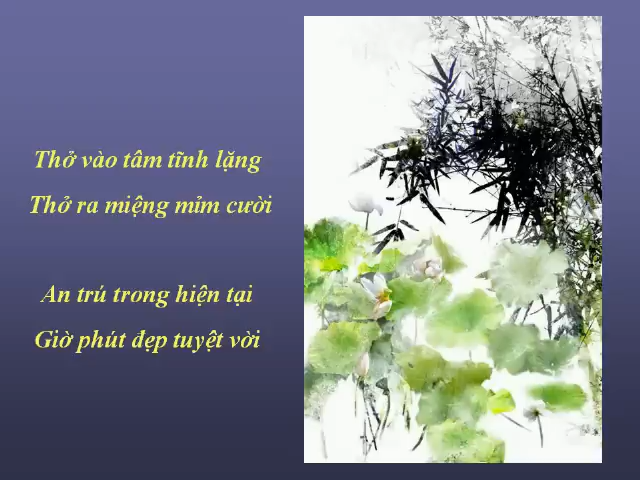 Thở vào tâm tĩnh lặng
Thở ra miệng mỉm cười
An trú trong hiện tại
Giờ phút đẹp tuyệt vời